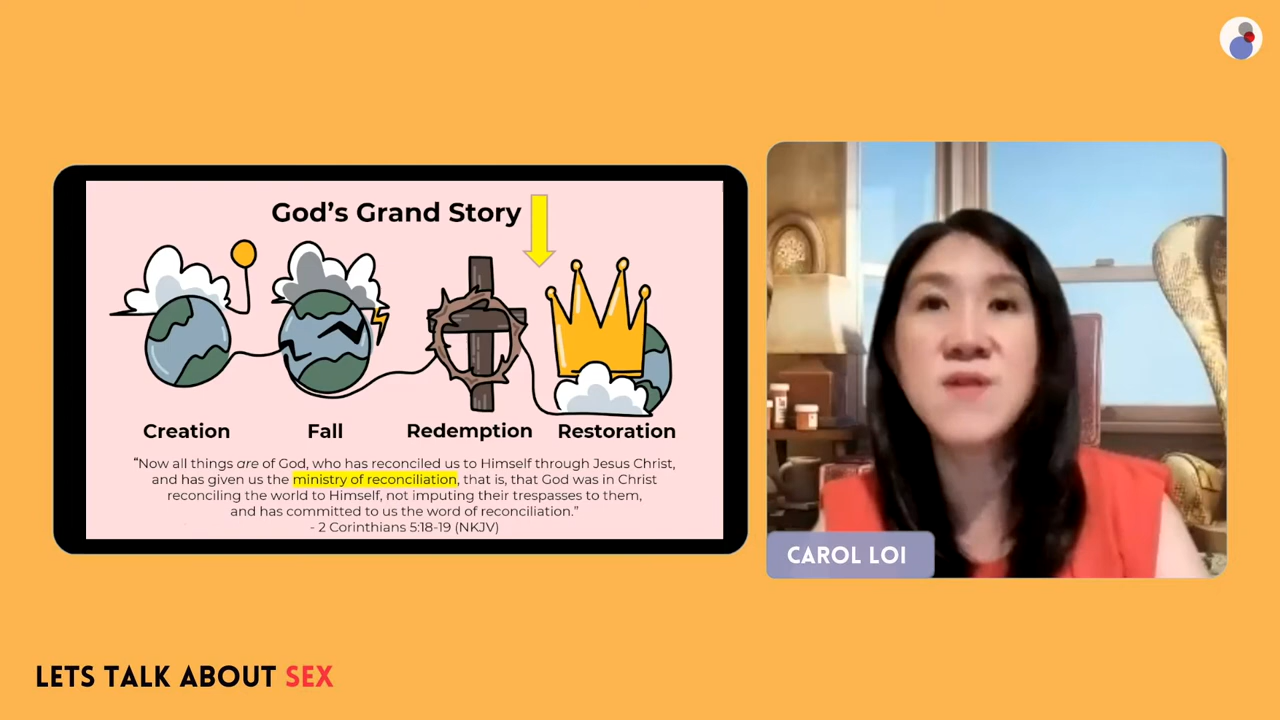 God’s Grand Story
Creation
Fall
Redemption
Restoration
“Now all things are of God, who has reconciled us to Himself through Jesus Christ,
and has given us the ministry of reconciliation, that is, that God was in Christ
reconciling the world to Himself, not imputing their trespasses to them,
and has committed to us the word of reconciliation.”
- 2 Corinthians 5:18-19 (NKJV)
CAROL LOI
LETS TALK ABOUT SEX